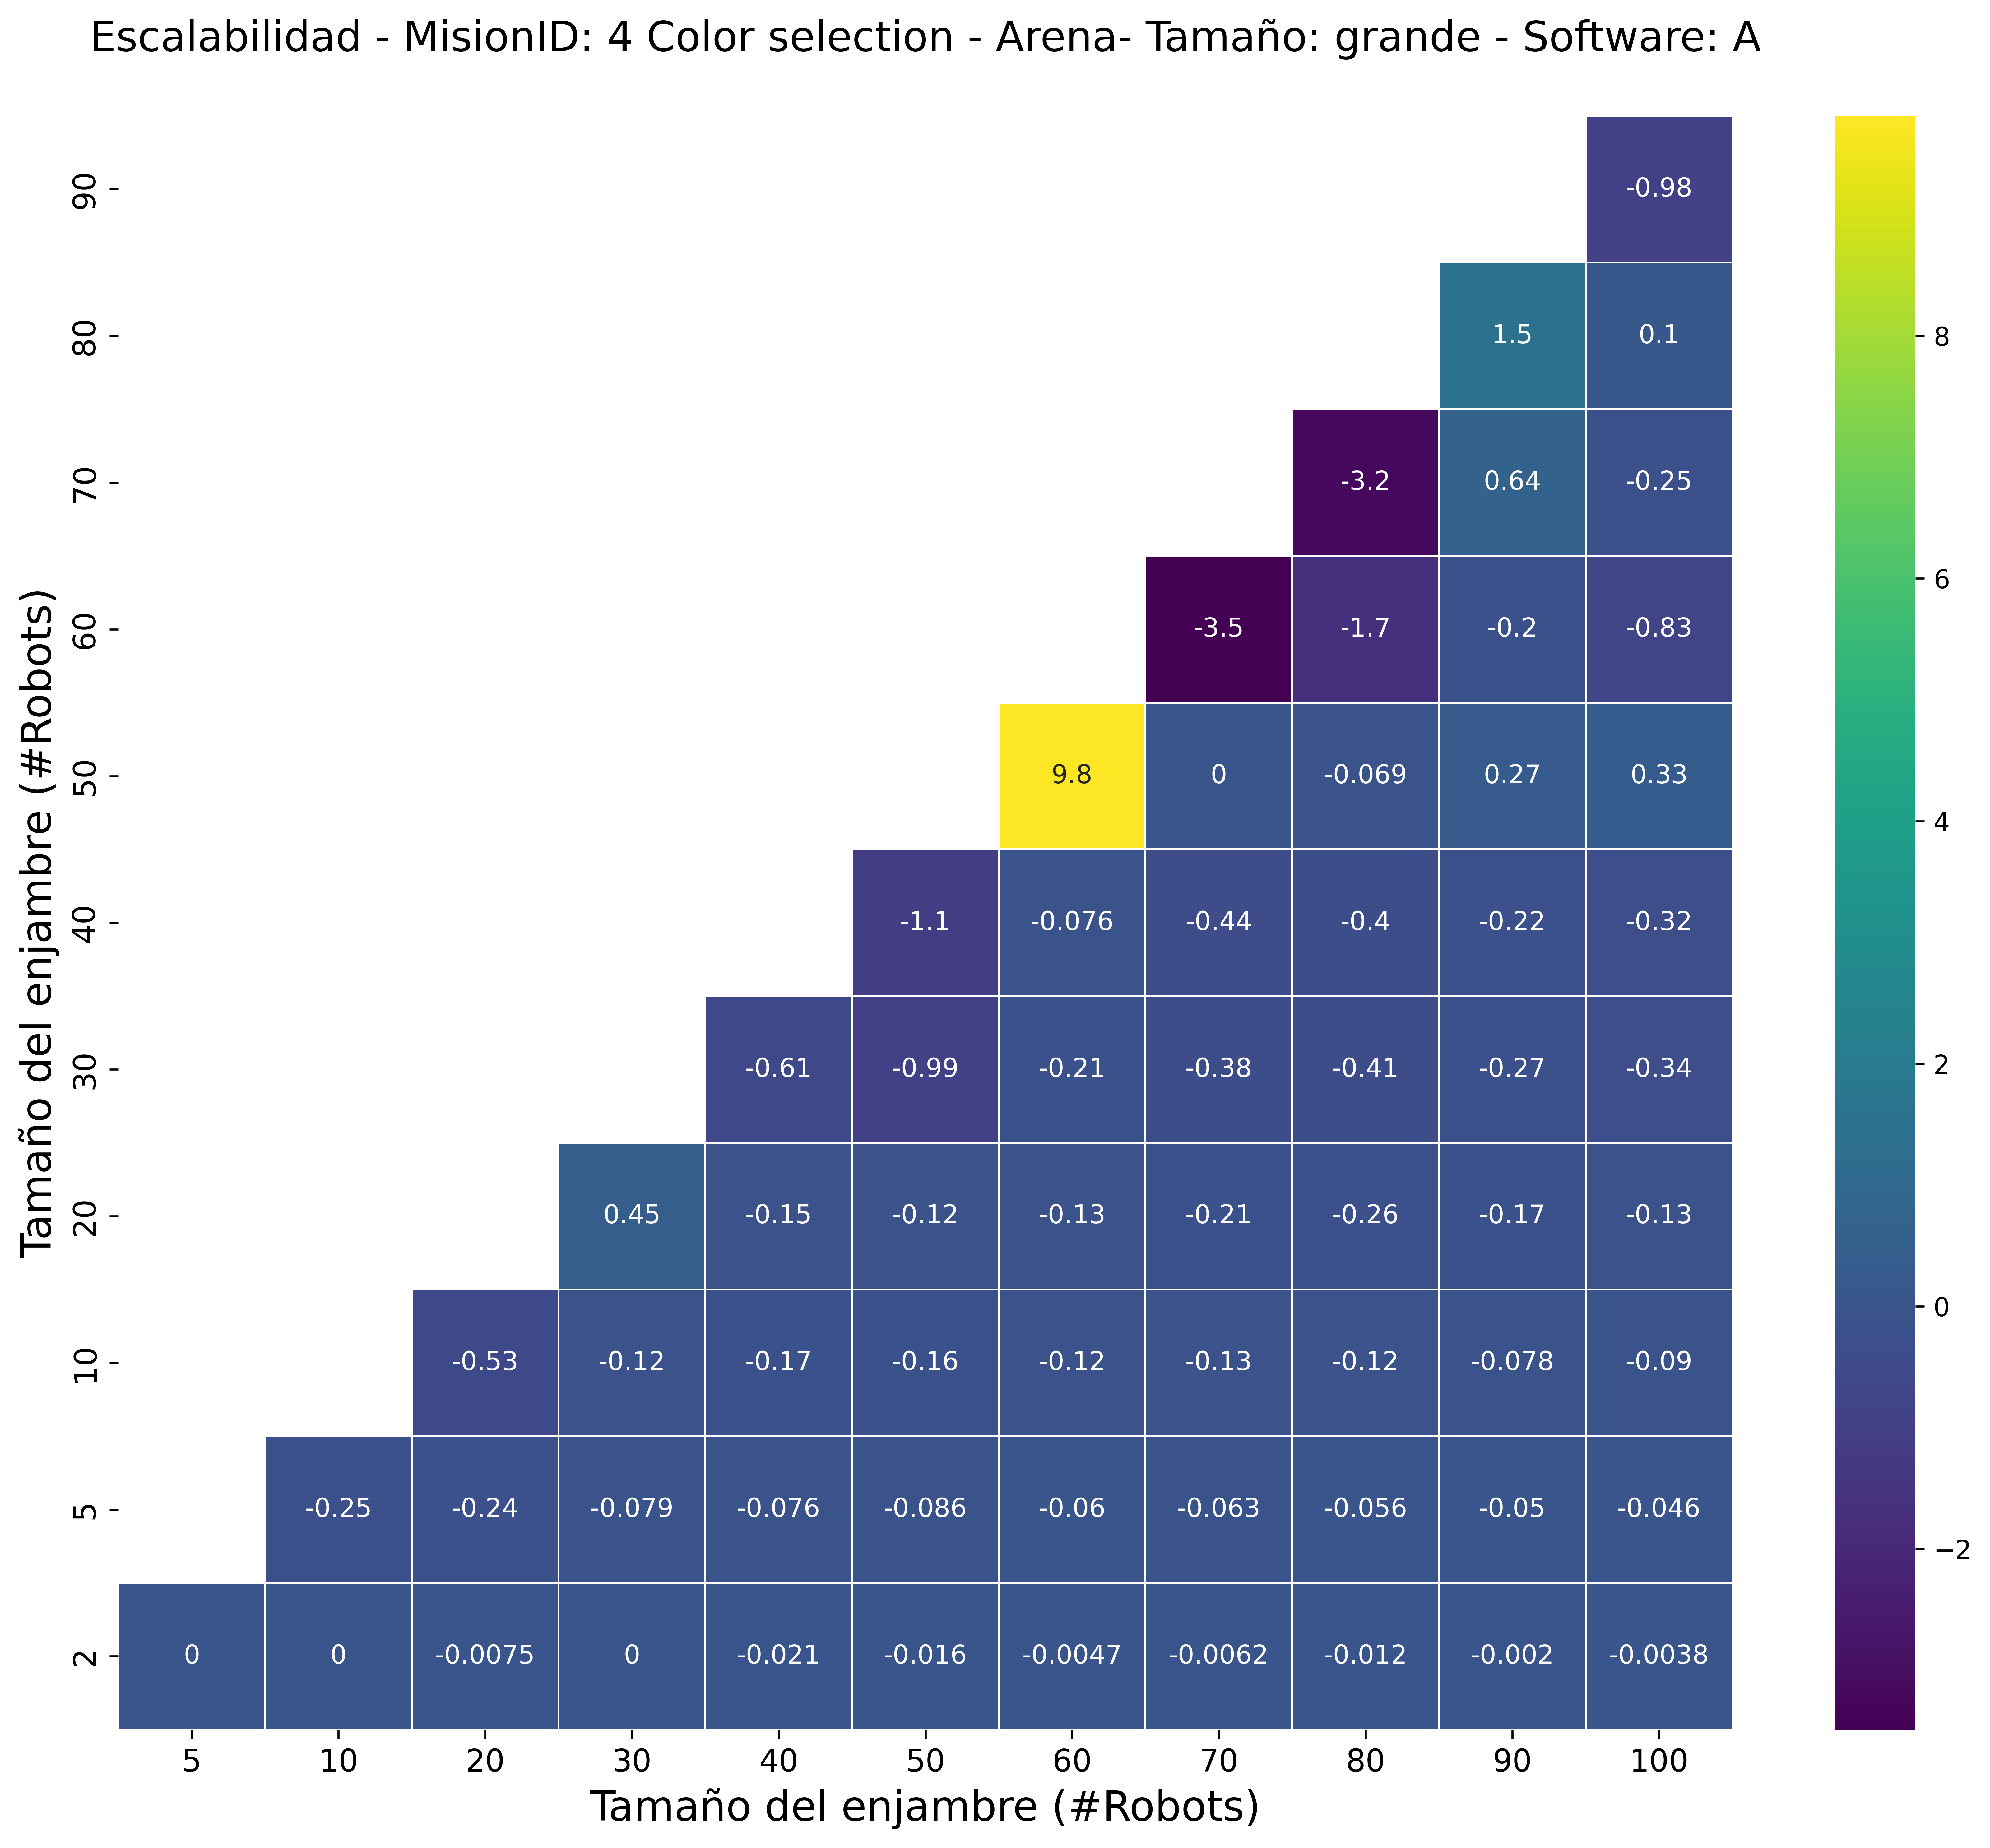 Escalabilidad - MisionID: 4 Color selection - Arena- Tamaño: grande - Software: A
90 -0.98
80 1.5 0.1 8
70 -3.2 0.64 -0.25
60 -3.5 -1.7 -0.2 -0.83 6
50 9.8 0 -0.069 0.27 0.33 4
40 -1.1 -0.076 -0.44 -0.4 -0.22 -0.32
30 -0.61 -0.99 -0.21 -0.38 -0.41 -0.27 -0.34 2
20 0.45 -0.15 -0.12 -0.13 -0.21 -0.26 -0.17 -0.13
0
10 -0.53 -0.12 -0.17 -0.16 -0.12 -0.13 -0.12 -0.078 -0.09
5 -0.25 -0.24 -0.079 -0.076 -0.086 -0.06 -0.063 -0.056 -0.05 -0.046
−2
2 0 0 -0.0075 0 -0.021 -0.016 -0.0047 -0.0062 -0.012 -0.002 -0.0038
5 10 20 30 40 50 60 70 80 90 100
Tamaño del enjambre (#Robots)
Tamaño del enjambre (#Robots)